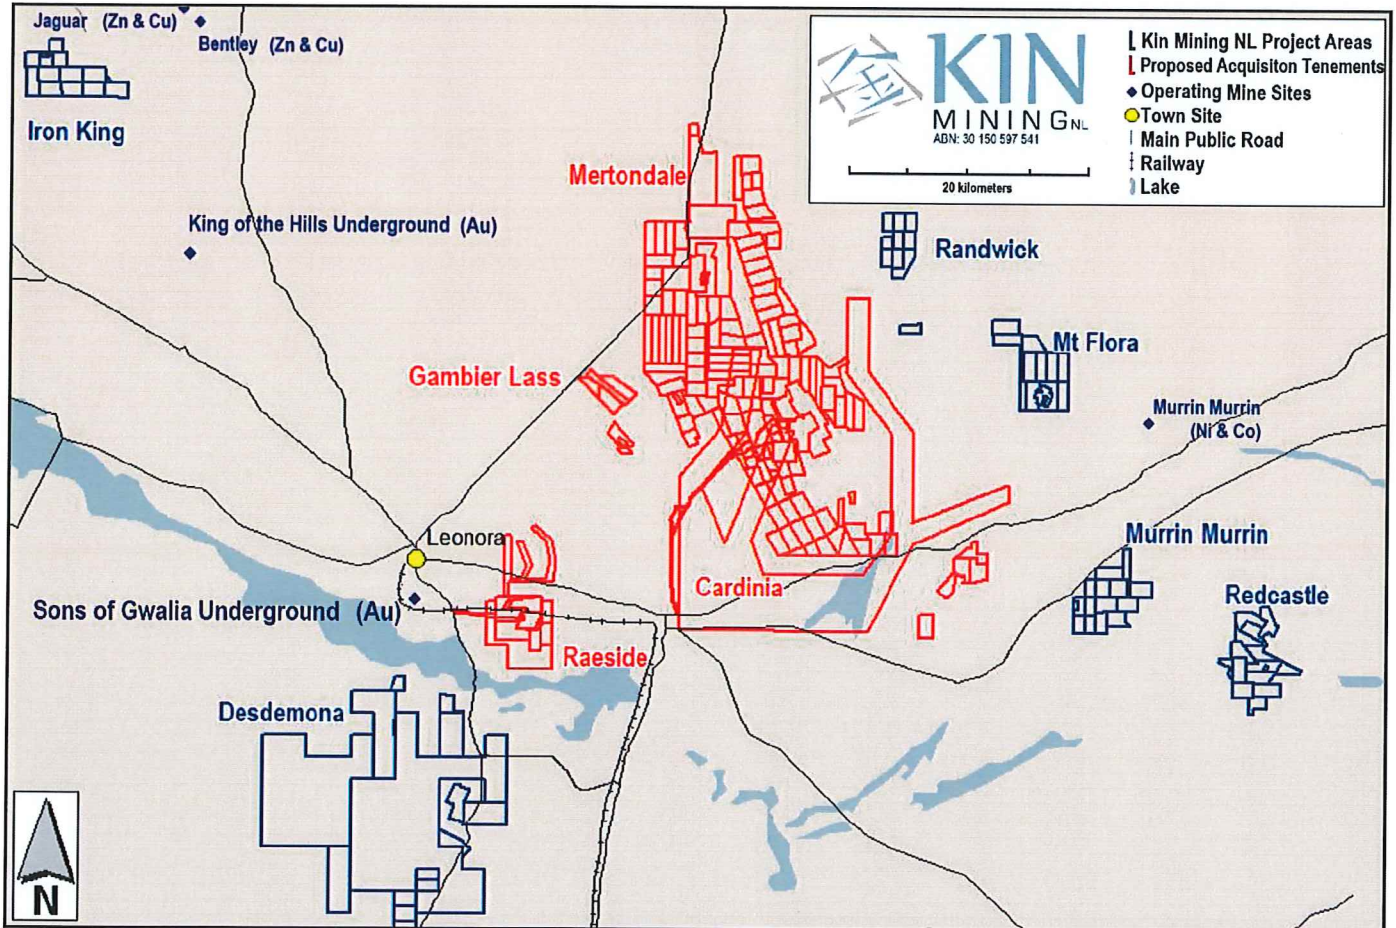 Jaguar (Zn & Cu)
Bentley (Zn & Cu)
Iron King
King of the Hills Underground (Au)
Mertondale
KIN
MINING NL
ABN: 30 150 597 541
20 kilometers
Kin Mining NL Project Areas
Proposed Acquisiton Tenements
Operating Mine Sites
Town Site
Main Public Road
Railway
Lake
Randwick
Mt Flora
Gambier Lass
Murrin Murrin
(Ni & Co)
Leonora
Murrin Murrin
Cardinia
Redcastle
Sons of Gwalia Underground (Au)
Raeside
Desdemona
N